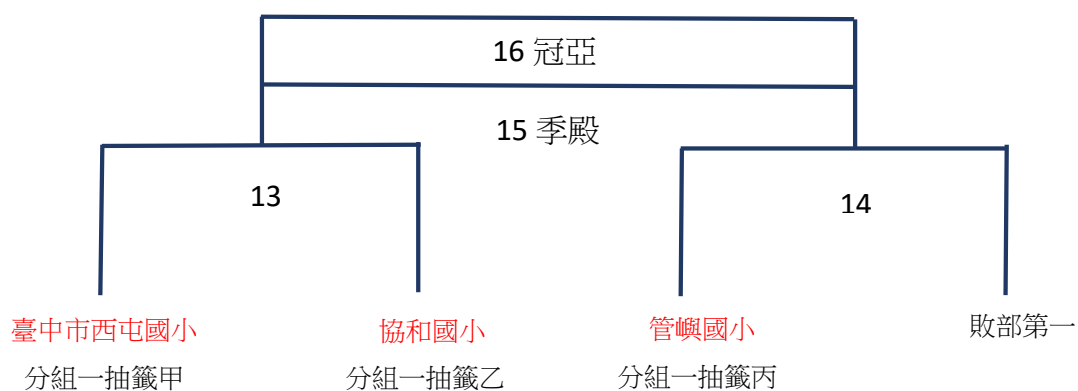 16 冠亞
15 季殿
13
14
臺中市西屯國小
協和國小
管嶼國小
敗部第一
分組一抽籤甲
分組一抽籤乙
分組一抽籤丙